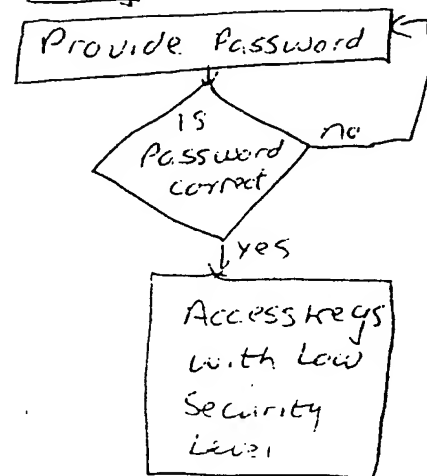 Provide Password
is
Password
correct
no
yes
Access keys
with Low
Security
Level